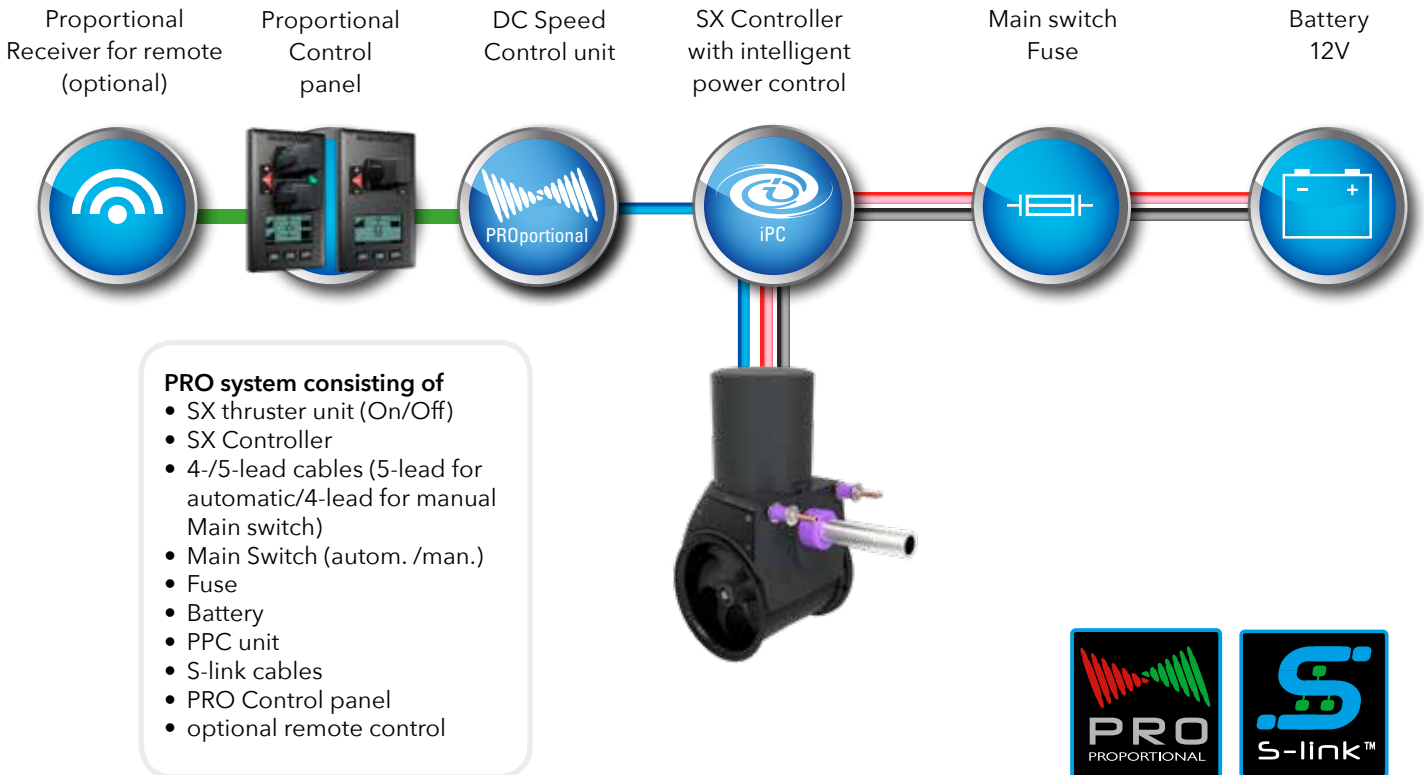 Proportional
Receiver for remote
(optional)
Proportional
Control
panel
DC Speed
Control unit
SX Controller
with intelligent
power control
Main switch
Fuse
Battery
12V
PROportional
iPC
- +
PRO system consisting of
• SX thruster unit (On/Off)
• SX Controller
• 4-/5-lead cables (5-lead for
automatic/4-lead for manual
Main switch)
• Main Switch (autom. /man.)
• Fuse
• Battery
• PPC unit
• S-link cables
• PRO Control panel
• optional remote control
PRO
PROPORTIONAL
S-link™